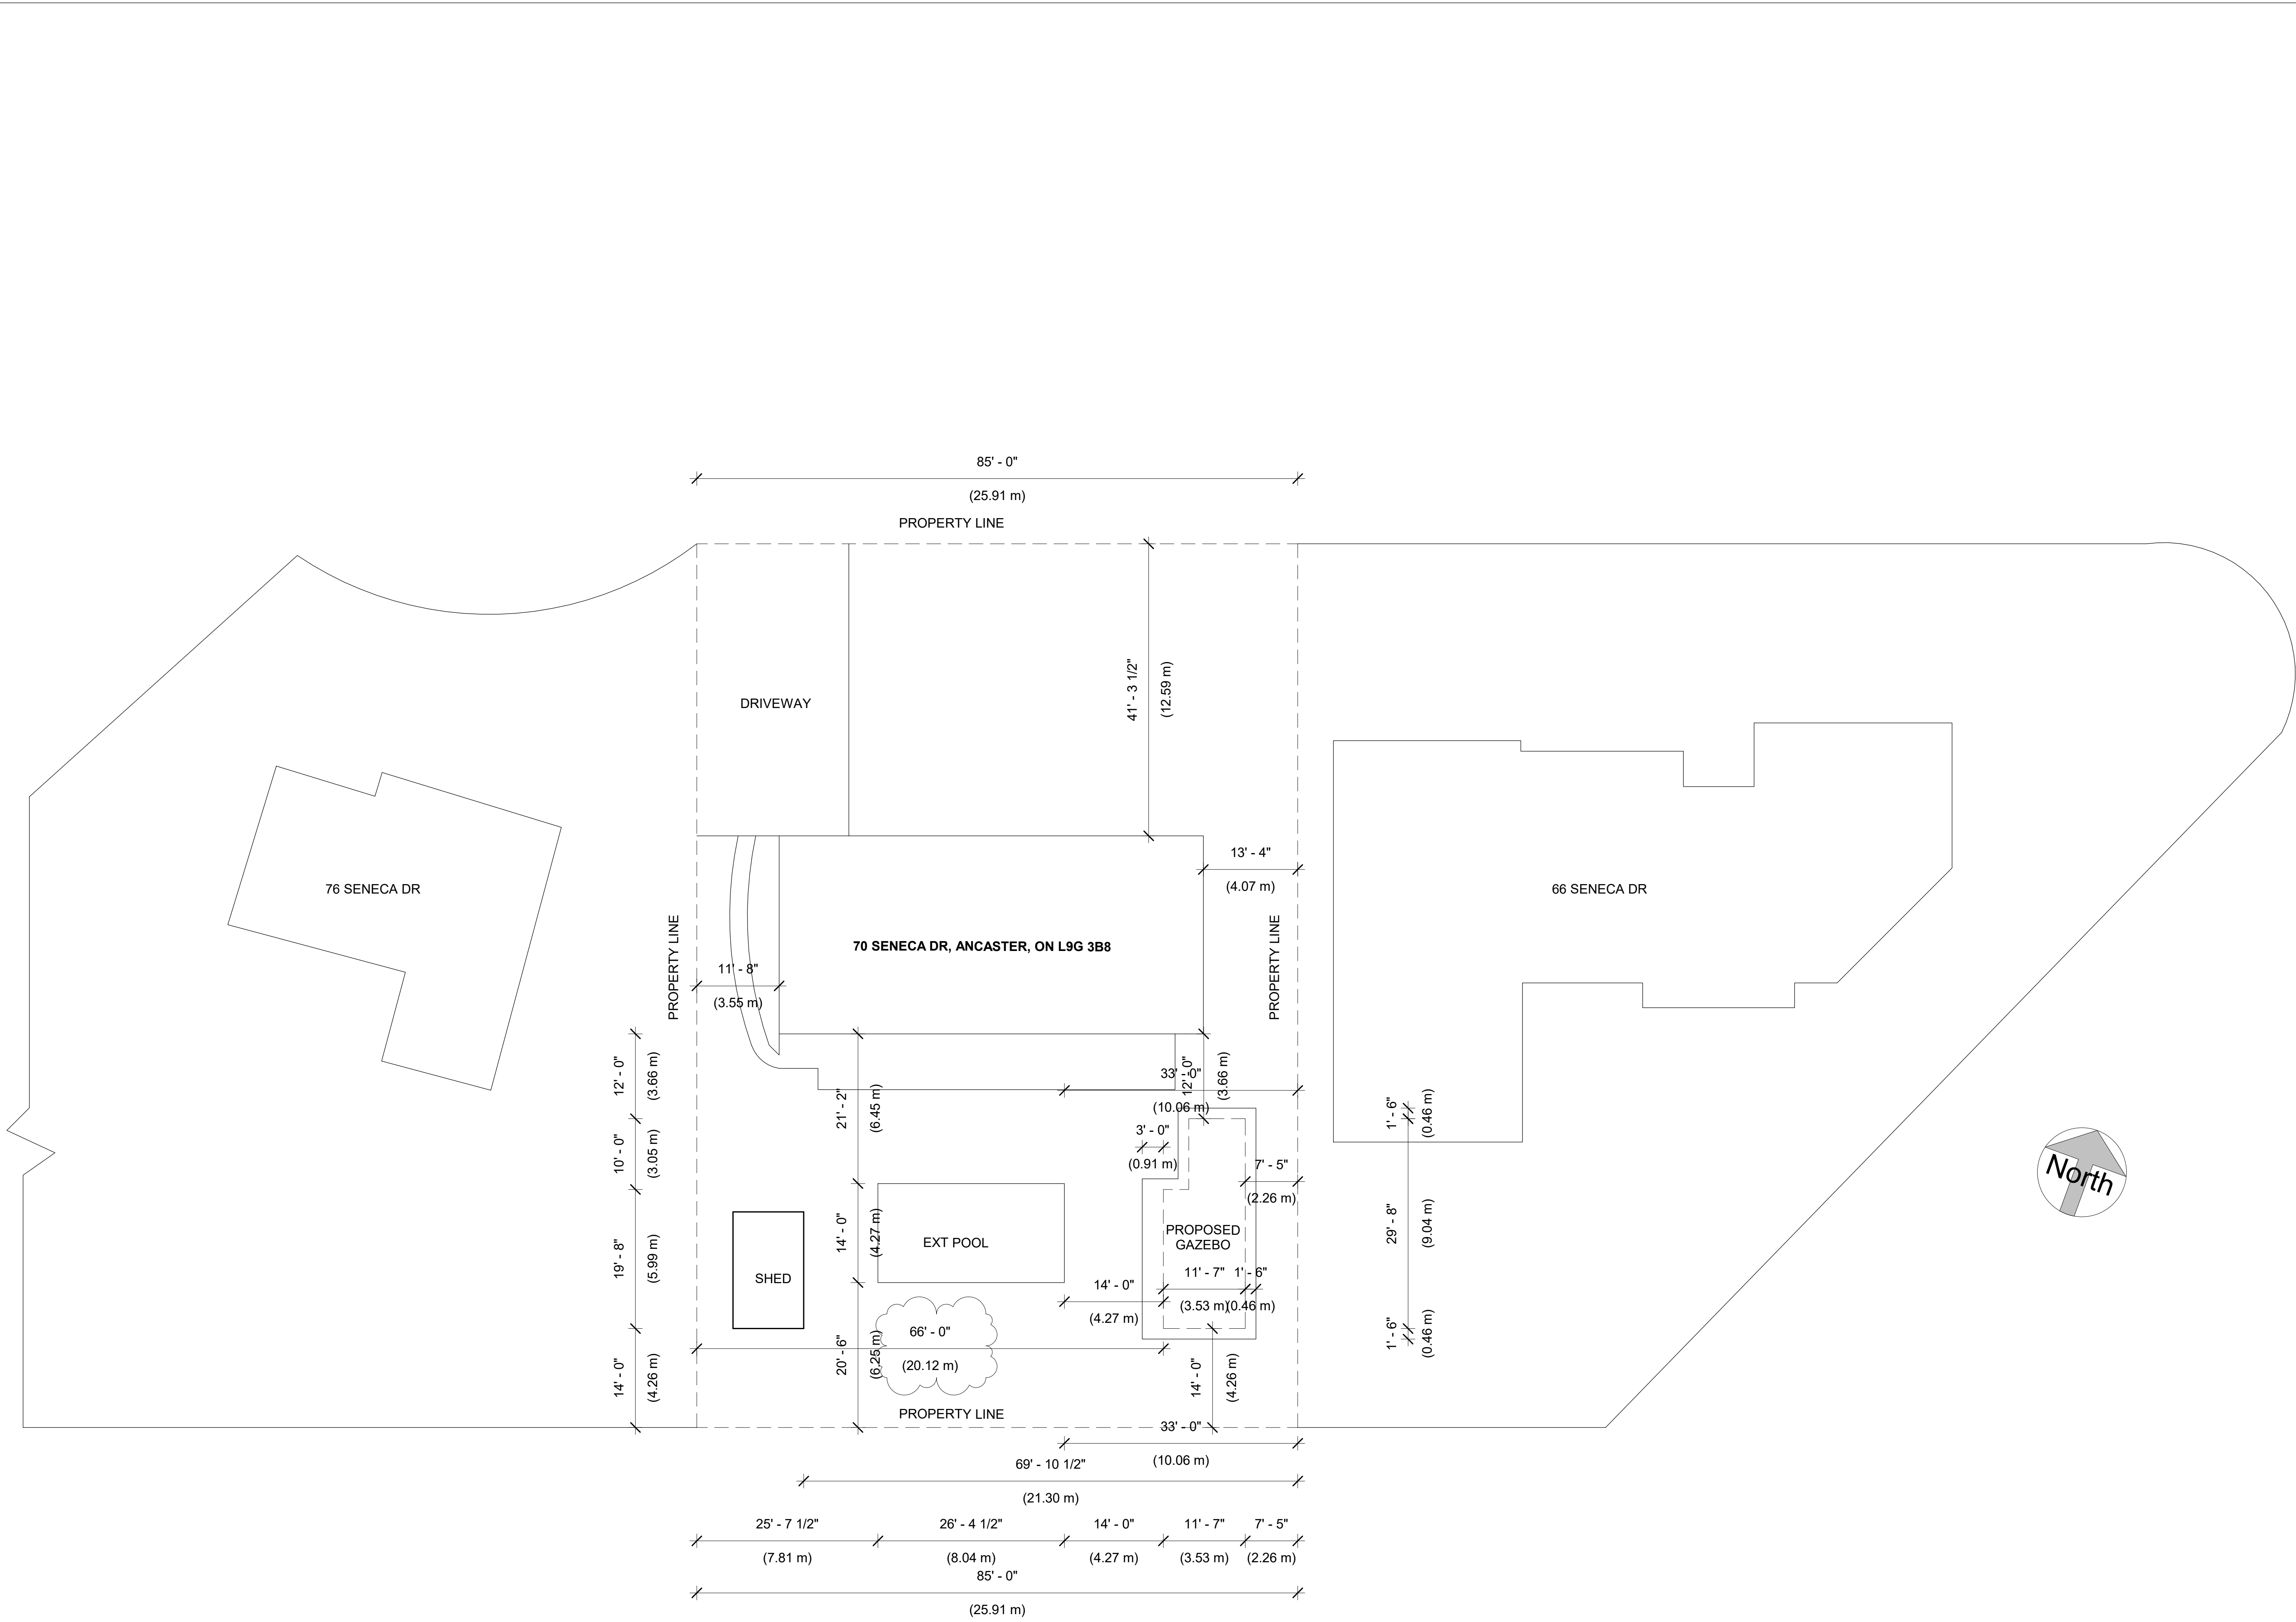 85' - 0"
(25.91 m)
PROPERTY LINE
41' - 3 1/2"
(12.59 m)
DRIVEWAY
13' - 4"
(4.07 m)
76 SENECA DR
66 SENECA DR
PROPERTY LINE
PROPERTY LINE
70 SENECA DR, ANCASTER, ON L9G 3B8
11' - 8"
(3.55 m)
12' - 0"
(3.66 m)
10' - 0"
(3.05 m)
19' - 8"
(5.99 m)
14' - 0"
(4.26 m)
21' - 2"
(6.45 m)
14' - 0"
(4.27 m)
20' - 6"
(6.25 m)
12' - 0"
(3.66 m)
33' - 0"
(10.06 m)
3' - 0"
(0.91 m)
7' - 5"
(2.26 m)
1' - 6"
(0.46 m)
29' - 8"
(9.04 m)
1' - 6"
(0.46 m)
North
PROPOSED
GAZEBO
EXT POOL
SHED
11' - 7"
(3.53 m)
1' - 6"
(0.46 m)
14' - 0"
(4.27 m)
66' - 0"
(20.12 m)
14' - 0"
(4.26 m)
PROPERTY LINE
33' - 0"
(10.06 m)
69' - 10 1/2"
(21.30 m)
25' - 7 1/2"
(7.81 m)
26' - 4 1/2"
(8.04 m)
14' - 0"
(4.27 m)
11' - 7"
(3.53 m)
7' - 5"
(2.26 m)
85' - 0"
(25.91 m)